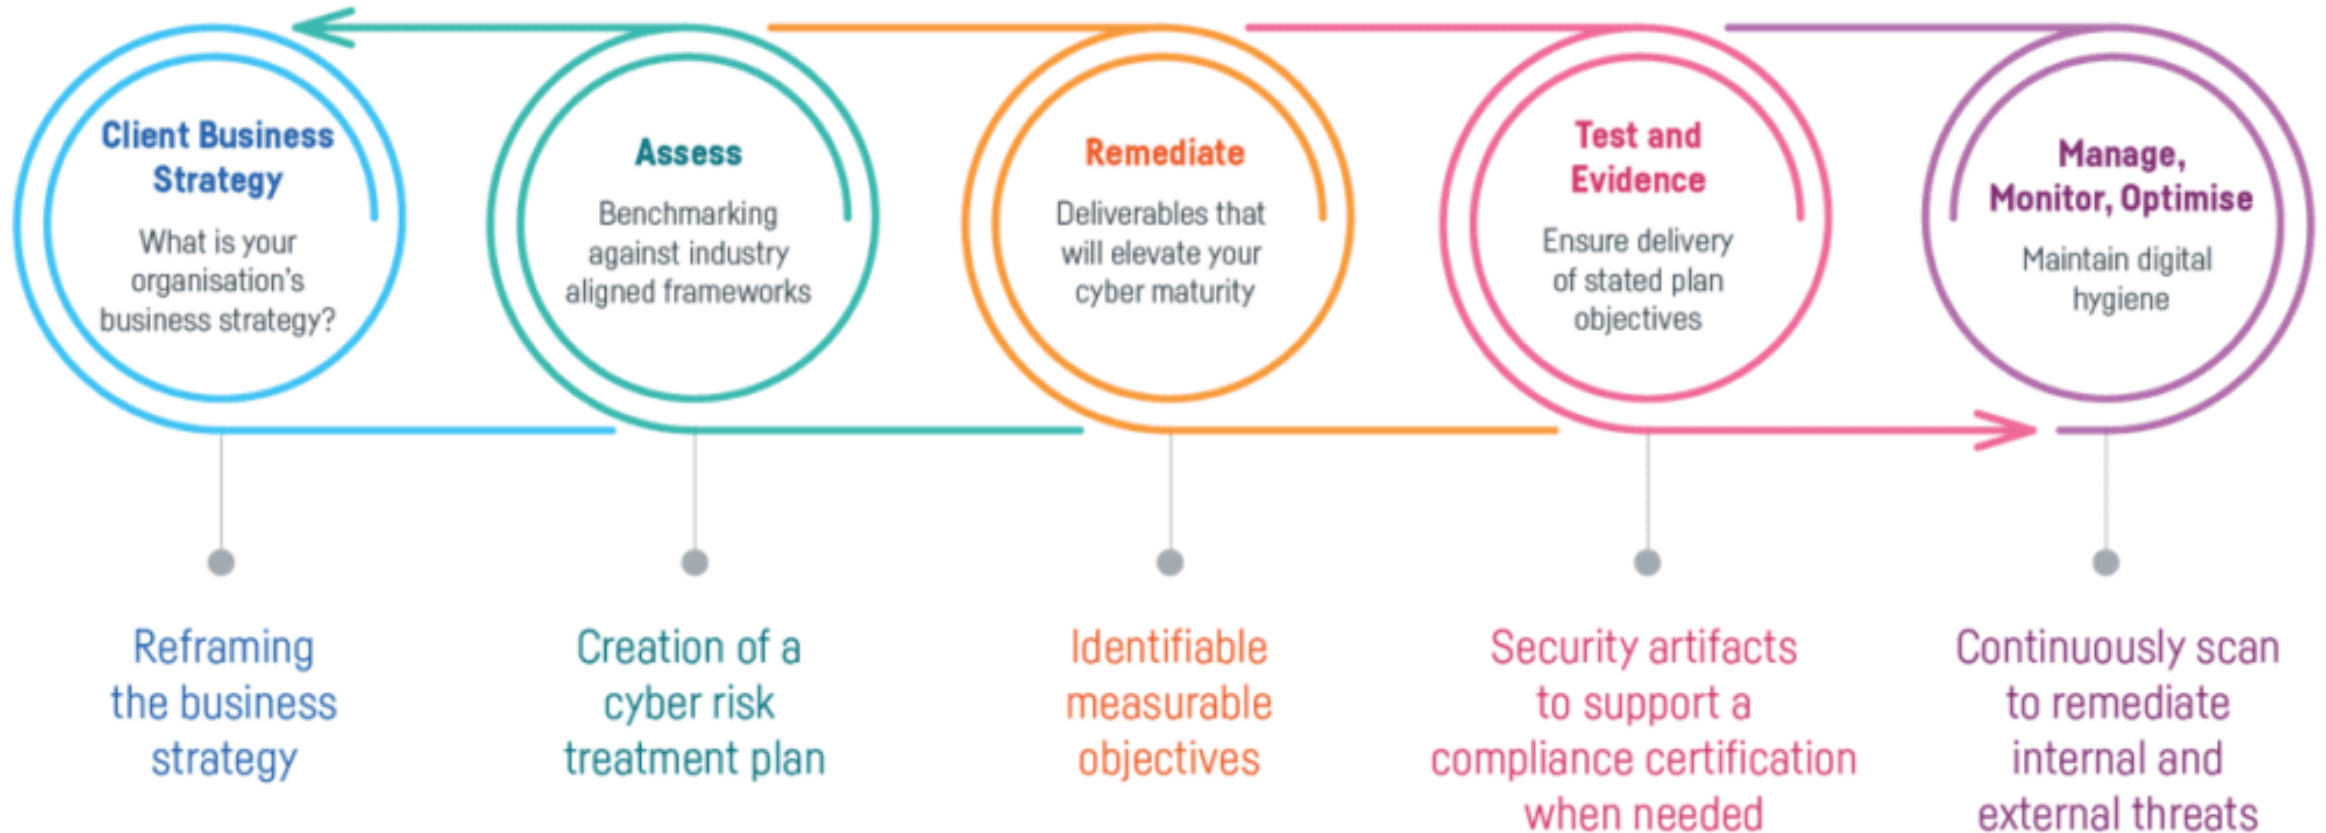 Client Business
Strategy
What is your
organisation's
business strategy?
Assess
Benchmarking
against industry
aligned frameworks
Remediate
Deliverables that
will elevate your
cyber maturity
Test and
Evidence
Ensure delivery
of stated plan
objectives
Manage,
Monitor, Optimise
Maintain digital
hygiene
Reframing
the business
strategy
Creation of a
cyber risk
treatment plan
Identifiable
measurable
objectives
Security artifacts
to support a
compliance certification
when needed
Continuously scan
to remediate
internal and
external threats